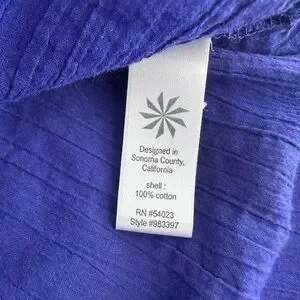 Designed in
Sonoma County,
California
shell :
100% cotton
RN #54023
Style #983397